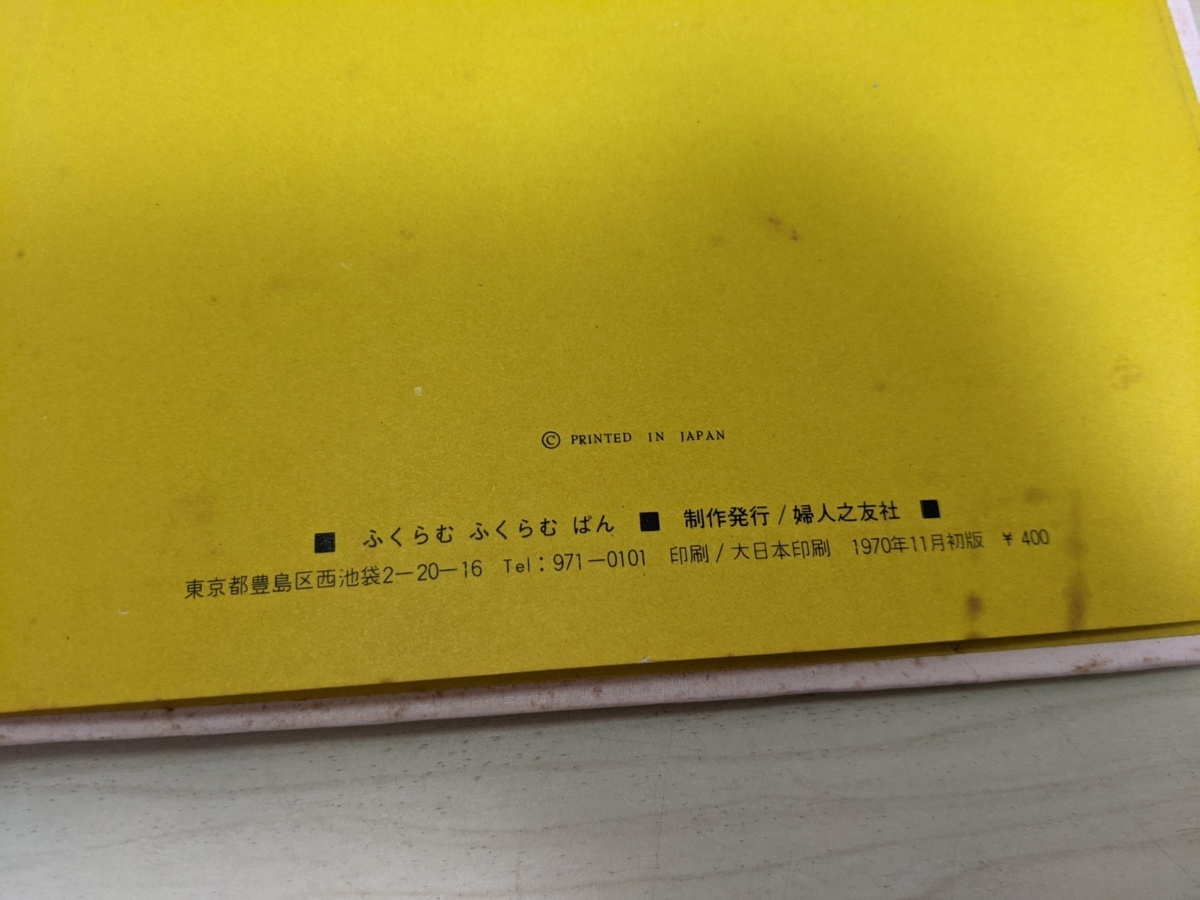 © PRINTED IN JAPAN
■ ふくらむ ふくらむ ぱん ■ 制作発行/婦人之友社 ■
東京都豊島区西池袋2−20−16 Tel:971−0101 印刷/大日本印刷 1970年11月初版 ¥400